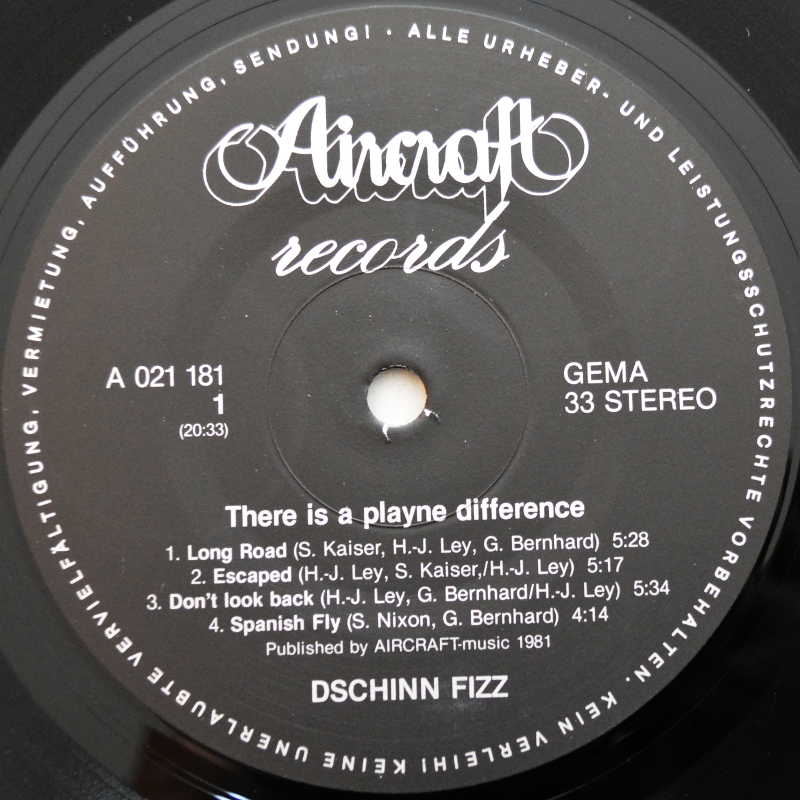 ALLE URHEBER- UND LEISTUNGSSCHUTZRECHTE VORBEHALTEN. KEIN VERLEIH! KEINE UNERLAUBTE VERVIELFÄLTIGUNG, VERMIETUNG, AUFFÜHRUNG, SENDUNG! ·
Aircraft
records
A 021 181
1
(20:33)
GEMA
33 STEREO
There is a playne difference
1. Long Road (S. Kaiser, H.-J. Ley, G. Bernhard) 5:28
2. Escaped (H.-J. Ley, S. Kaiser,/H.-J. Ley) 5:17
3. Don't look back (H.-J. Ley, G. Bernhard/H.-J. Ley) 5:34
4. Spanish Fly (S. Nixon, G. Bernhard) 4:14
Published by AIRCRAFT-music 1981
DSCHINN FIZZ